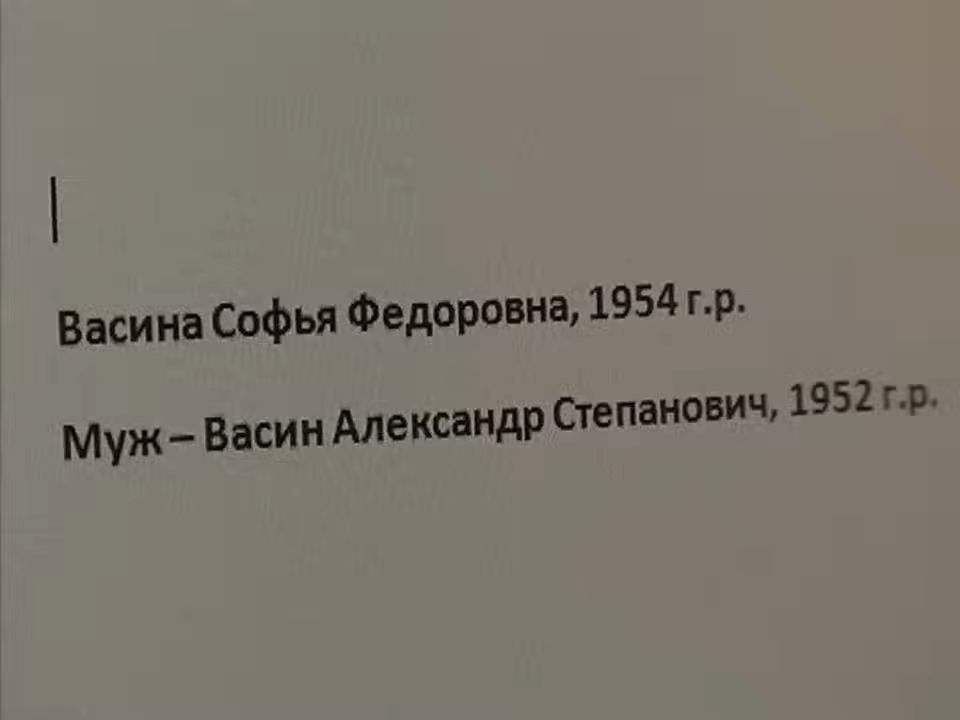 Васина Софья Федоровна, 1954 г.р.
Муж – Васин Александр Степанович, 1952 г.р.